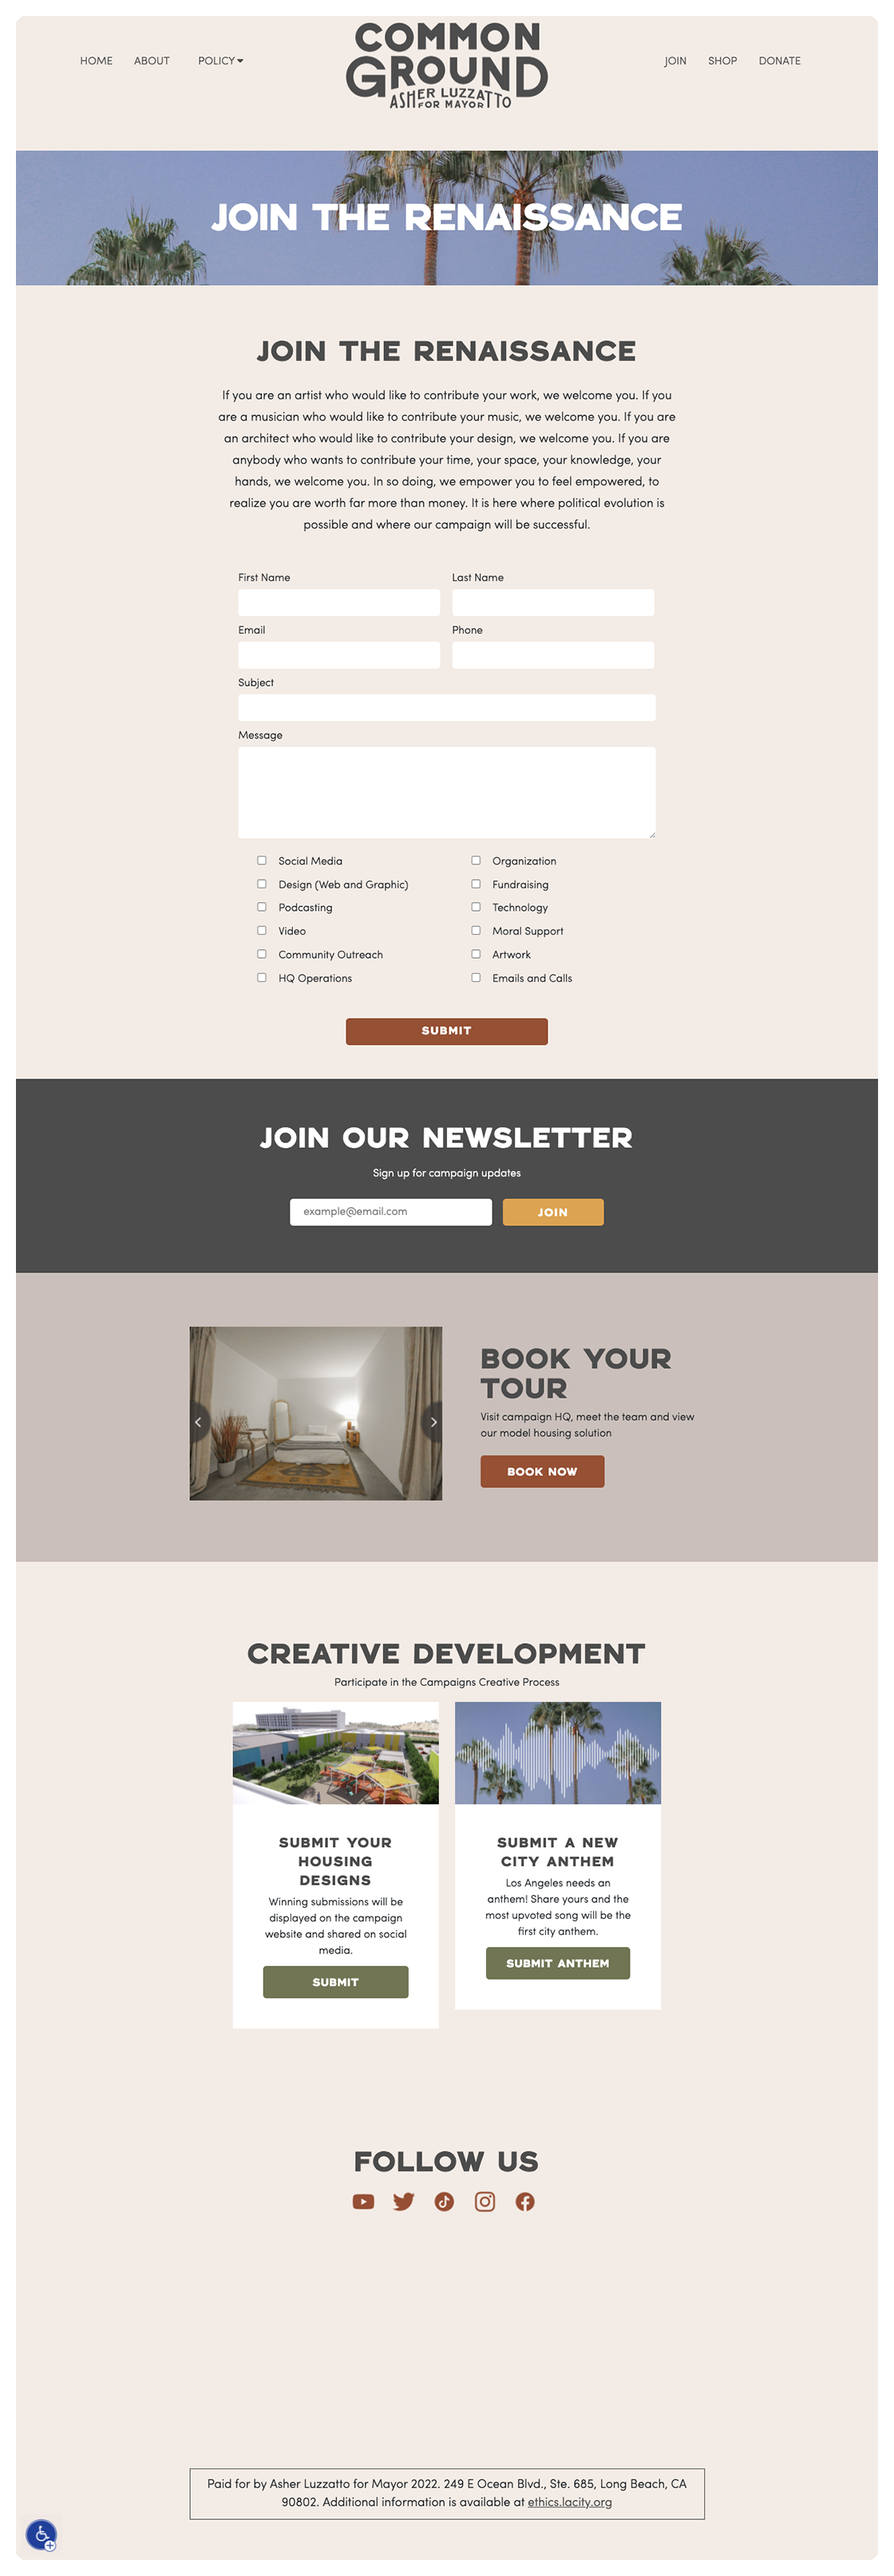 HOME ABOUT POLICY
COMMON
GROUND
ASHER LUZZATTO
FOR MAYOR
JOIN SHOP DONATE
JOIN THE RENAISSANCE
JOIN THE RENAISSANCE
If you are an artist who would like to contribute your work, we welcome you. If you
are a musician who would like to contribute your music, we welcome you. If you are
an architect who would like to contribute your design, we welcome you. If you are
anybody who wants to contribute your time, your space, your knowledge, your
hands, we welcome you. In so doing, we empower you to feel empowered, to
realize you are worth far more than money. It is here where political evolution is
possible and where our campaign will be successful.
First Name Last Name
Email Phone
Subject
Message
Social Media Organization
Design (Web and Graphic) Fundraising
Podcasting Technology
Video Moral Support
Community Outreach Artwork
HQ Operations Emails and Calls
SUBMIT
JOIN OUR NEWSLETTER
Sign up for campaign updates
example@email.com JOIN
BOOK YOUR
TOUR
Visit campaign HQ, meet the team and view
our model housing solution
BOOK NOW
CREATIVE DEVELOPMENT
Participate in the Campaigns Creative Process
SUBMIT YOUR
HOUSING
DESIGNS
Winning submissions will be
displayed on the campaign
website and shared on social
media.
SUBMIT
SUBMIT A NEW
CITY ANTHEM
Los Angeles needs an
anthem! Share yours and the
most upvoted song will be the
first city anthem.
SUBMIT ANTHEM
FOLLOW US
Paid for by Asher Luzzatto for Mayor 2022. 249 E Ocean Blvd., Ste. 685, Long Beach, CA
90802. Additional information is available at ethics.lacity.org